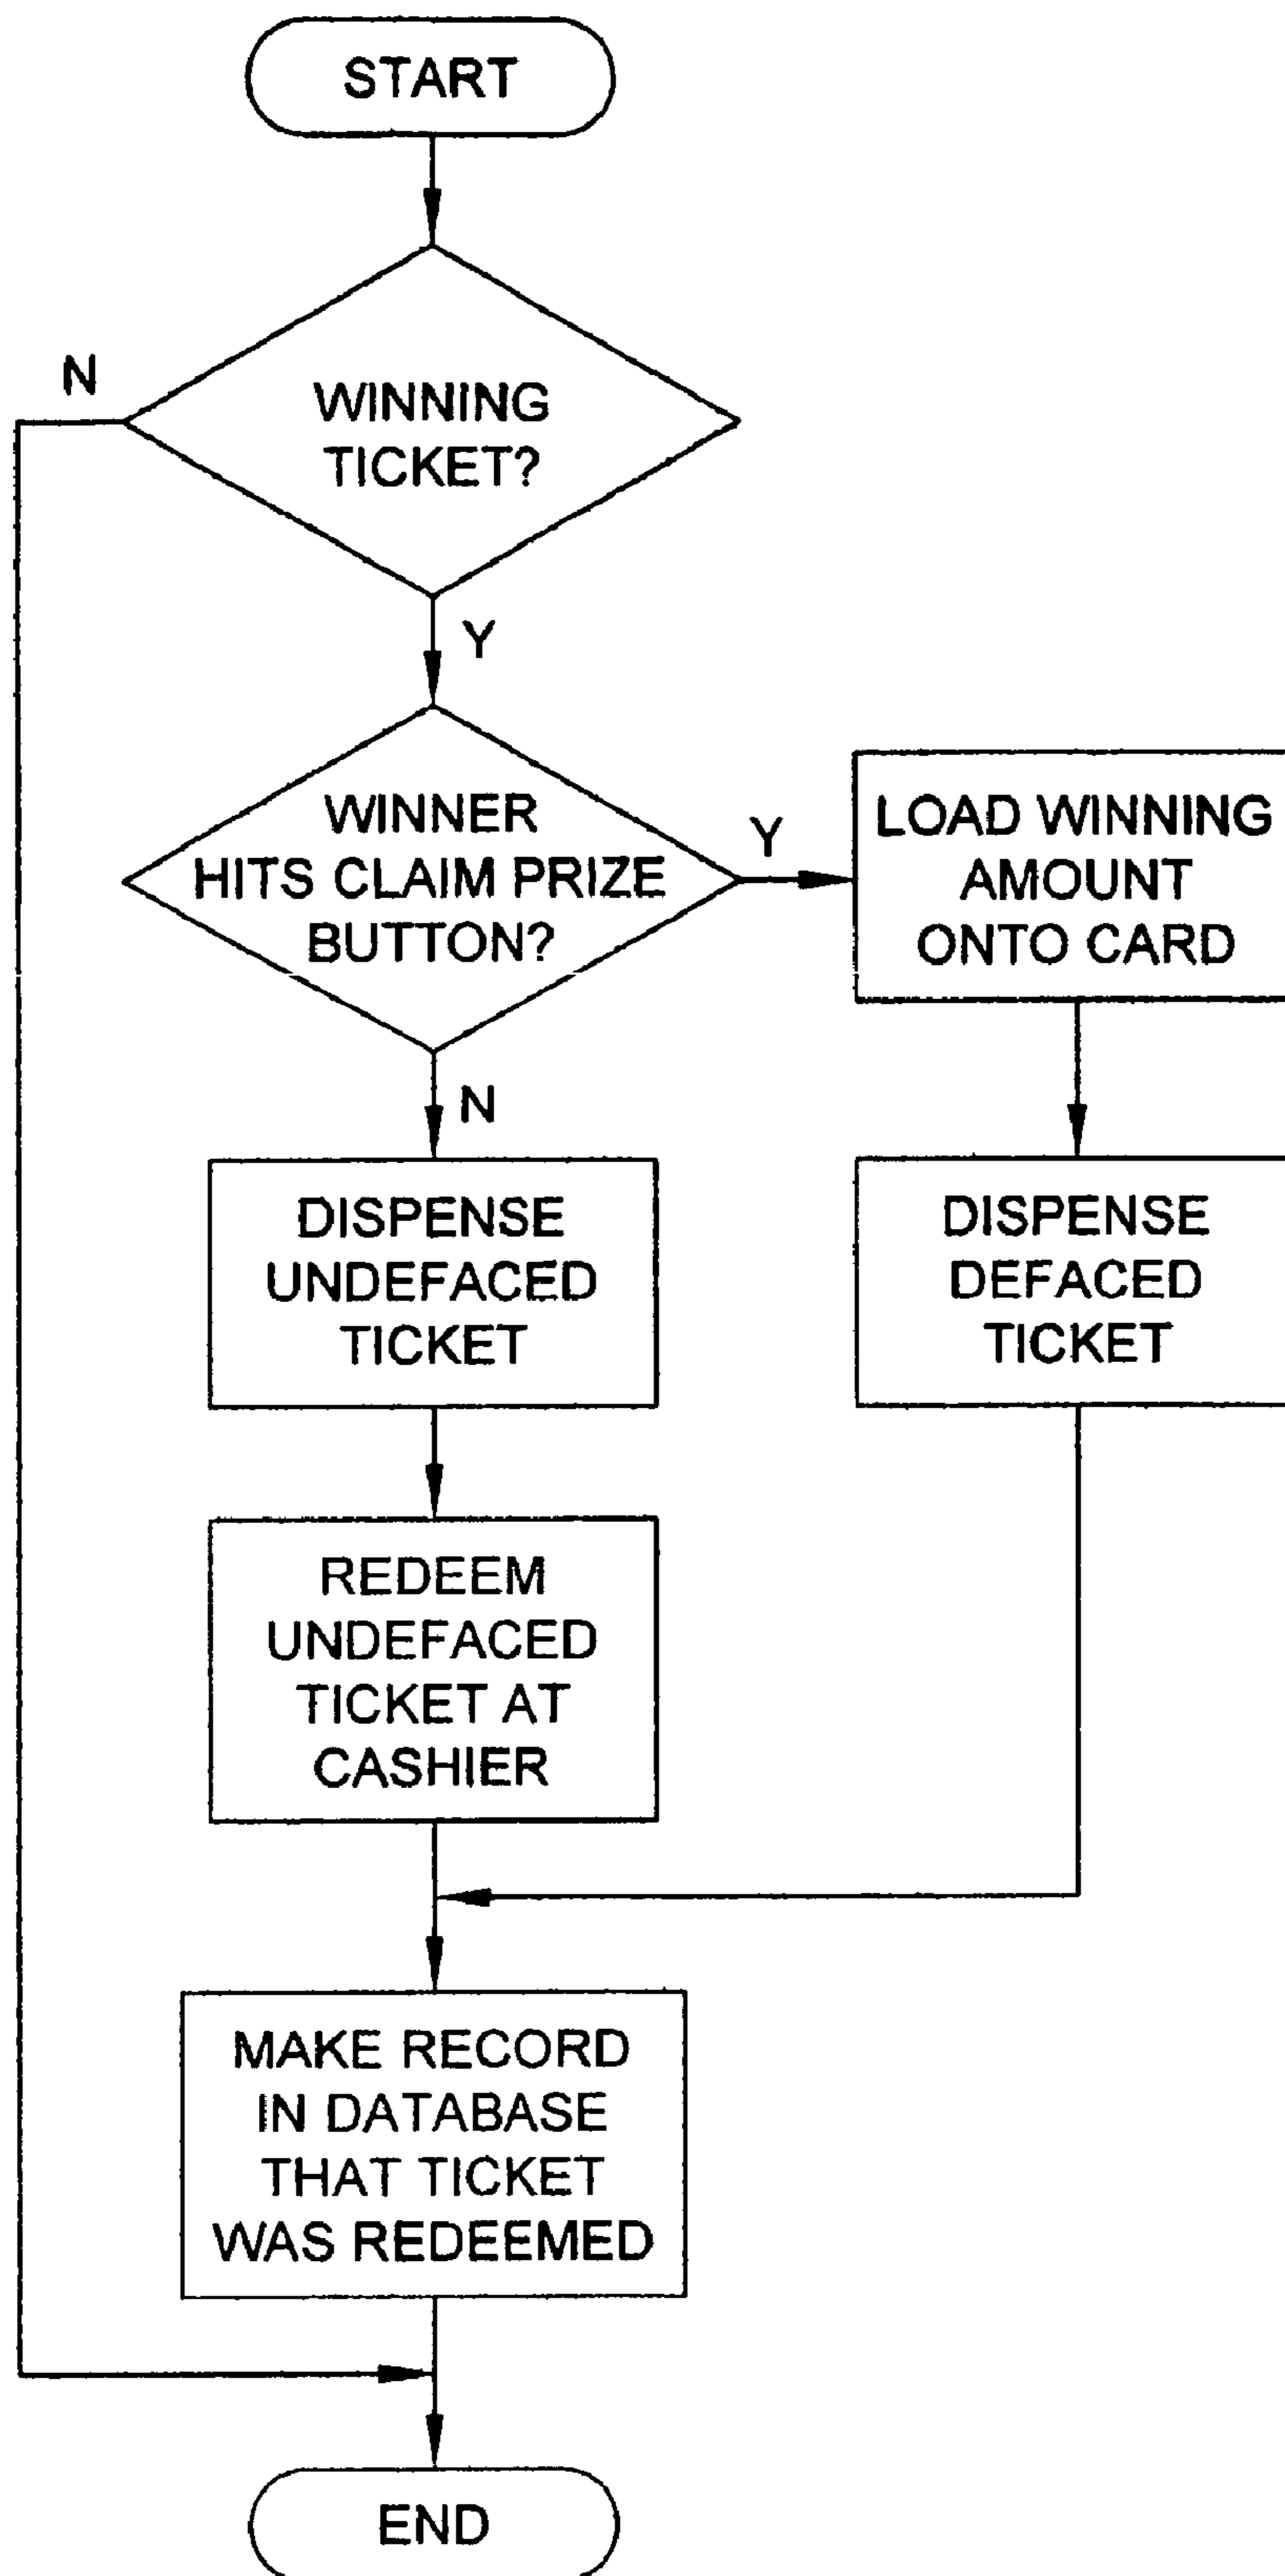 START
N
WINNING
TICKET?
Y
WINNER
HITS CLAIM PRIZE
BUTTON?
Y
LOAD WINNING
AMOUNT
ONTO CARD
N
DISPENSE
UNDEFACED
TICKET
DISPENSE
DEFACED
TICKET
REDEEM
UNDEFACED
TICKET AT
CASHIER
MAKE RECORD
IN DATABASE
THAT TICKET
WAS REDEEMED
END